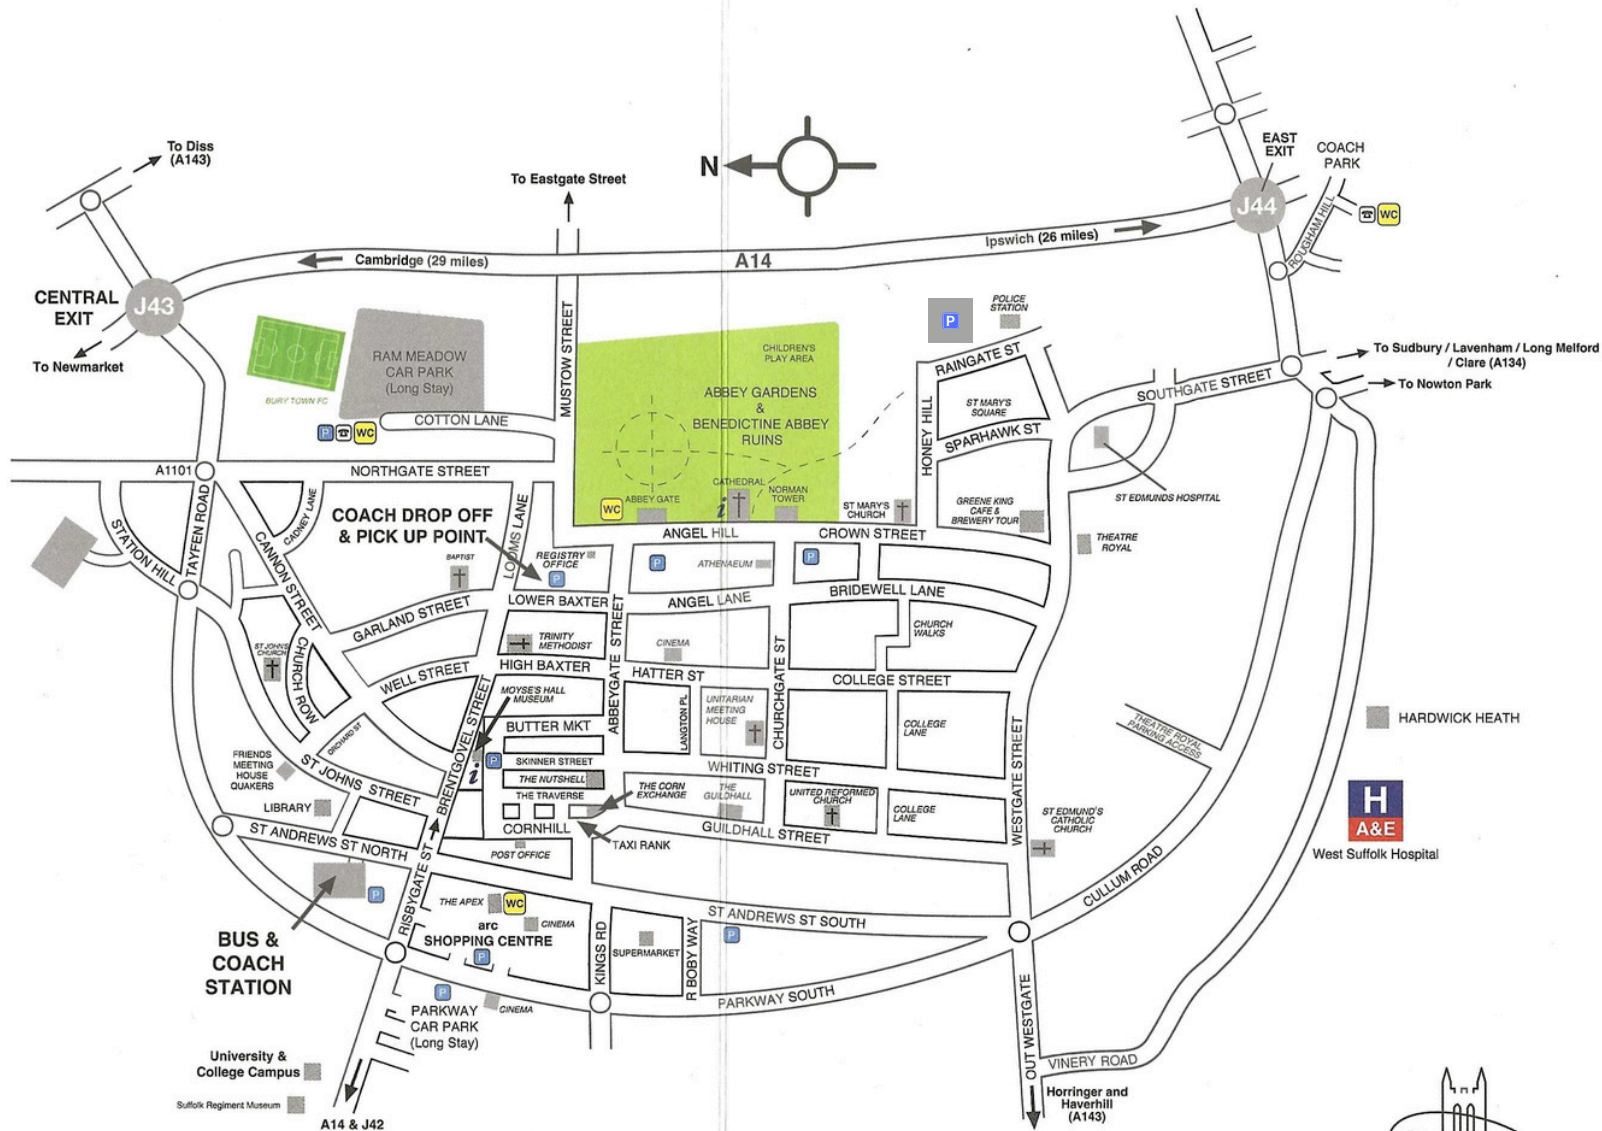 To Diss
(A143)
To Eastgate Street
N
EAST
EXIT
COACH
PARK
J44
WC
ROUGHAM HILL
Ipswich (26 miles)
Cambridge (29 miles)
A14
CENTRAL
EXIT
J43
To Newmarket
BURY TOWN FC
RAM MEADOW
CAR PARK
(Long Stay)
P
WC
COTTON LANE
MUSTOW STREET
CHILDREN'S
PLAY AREA
ABBEY GARDENS
&
BENEDICTINE ABBEY
RUINS
P
POLICE
STATION
RAINGATE ST
ST MARY'S
SQUARE
SPARHAWK ST
HONEY HILL
SOUTHGATE STREET
To Sudbury / Lavenham / Long Melford
/ Clare (A134)
To Nowton Park
ST EDMUNDS HOSPITAL
A1101
NORTHGATE STREET
TAYFEN ROAD
STATION HILL
CANNON STREET
CADNEY LANE
COACH DROP OFF
& PICK UP POINT
LOOMS LANE
WC
ABBEY GATE
CATHEDRAL
i
NORMAN
TOWER
ST MARY'S
CHURCH
GREENE KING
CAFE &
BREWERY TOUR
THEATRE
ROYAL
ANGEL HILL
CROWN STREET
BAPTIST
REGISTRY
OFFICE
P
P
ATHENAEUM
P
GARLAND STREET
LOWER BAXTER
ANGEL LANE
BRIDEWELL LANE
CHURCH
WALKS
ST JOHN'S
CHURCH
CHURCH ROW
WELL STREET
TRINITY
METHODIST
CINEMA
HIGH BAXTER
HATTER ST
COLLEGE STREET
ABBEYGATE STREET
CHURCHGATE ST
MOYSE'S HALL
MUSEUM
BUTTER MKT
LANGTON PL
UNITARIAN
MEETING
HOUSE
COLLEGE
LANE
WESTGATE STREET
THEATRE ROYAL
PARKING ACCESS
HARDWICK HEATH
ORCHARD ST
FRIENDS
MEETING
HOUSE
QUAKERS
ST JOHNS STREET
BRENTGOVEL STREET
P
i
SKINNER STREET
THE NUTSHELL
THE TRAVERSE
THE CORN
EXCHANGE
WHITING STREET
THE
GUILDHALL
UNITED REFORMED
CHURCH
COLLEGE
LANE
ST EDMUND'S
CATHOLIC
CHURCH
H
A&E
West Suffolk Hospital
LIBRARY
ST ANDREWS ST NORTH
CORNHILL
TAXI RANK
GUILDHALL STREET
POST OFFICE
RISBYGATE ST
P
BUS &
COACH
STATION
THE APEX
WC
CINEMA
arc
SHOPPING CENTRE
P
KINGS RD
SUPERMARKET
R BOBY WAY
ST ANDREWS ST SOUTH
P
CULLUM ROAD
PARKWAY SOUTH
P
PARKWAY
CAR PARK
(Long Stay)
CINEMA
University &
College Campus
Suffolk Regiment Museum
A14 & J42
OUT WESTGATE
VINERY ROAD
Horringer and
Haverhill
(A143)